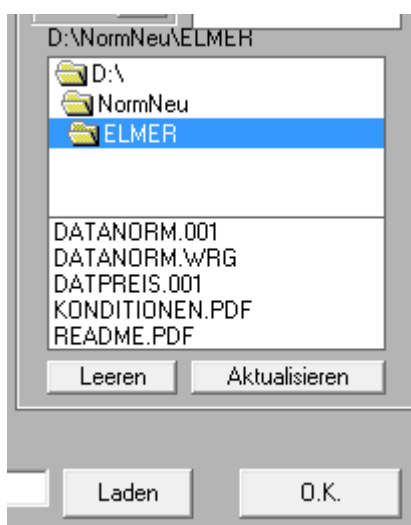 D:\NormNeu\ELMER
D:\
NormNeu
ELMER
DATANORM.001
DATANORM.WRG
DATPREIS.001
KONDITIONEN.PDF
README.PDF
Leeren Aktualisieren
Laden O.K.